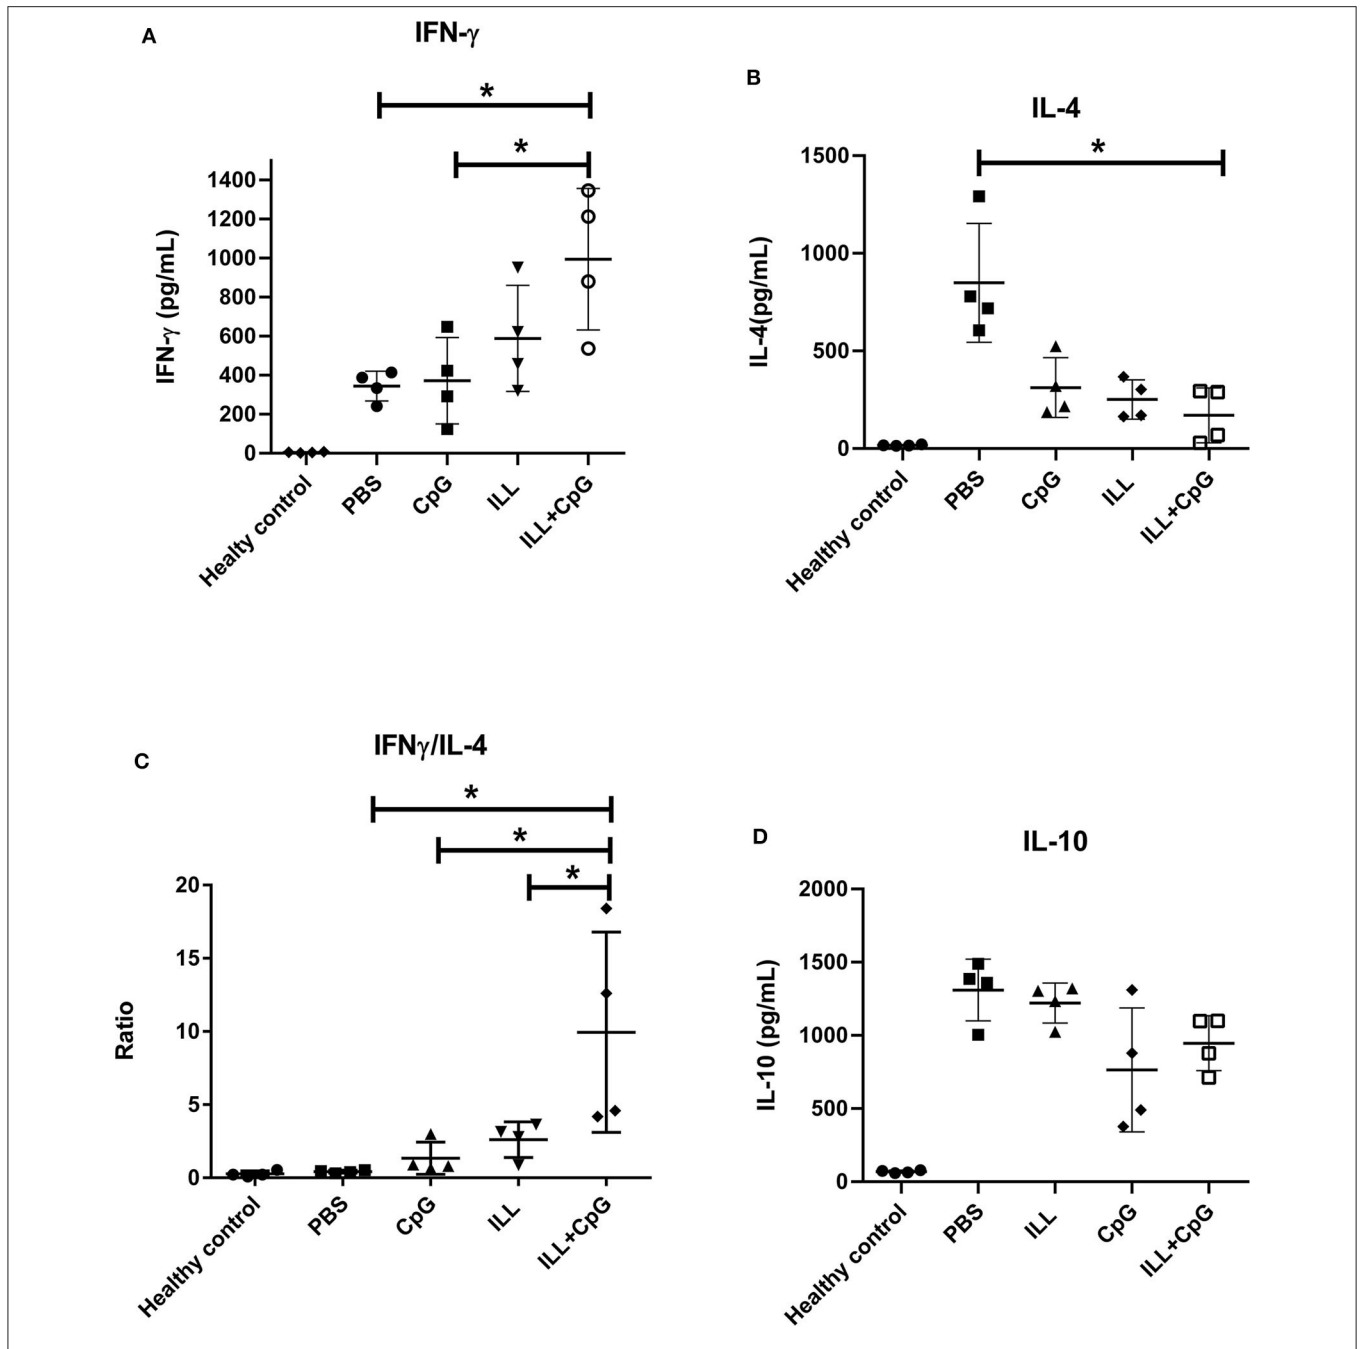 A
IFN-γ
*
*
IFN-γ (pg/mL)
1400
1200
1000
800
600
400
200
0
Healty control
PBS
CpG
ILL
ILL+CpG
B
IL-4
*
IL-4(pg/mL)
1500
1000
500
0
Healthy control
PBS
CpG
ILL
ILL+CpG
C
IFNγ/IL-4
*
*
*
Ratio
20
15
10
5
0
Healthy control
PBS
CpG
ILL
ILL+CpG
D
IL-10
IL-10 (pg/mL)
2000
1500
1000
500
0
Healthy control
PBS
ILL
CpG
ILL+CpG